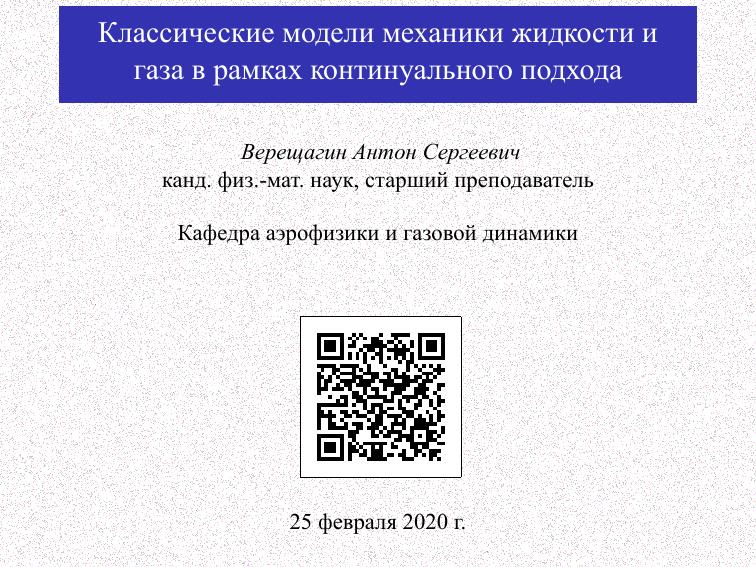 Классические модели механики жидкости и
газа в рамках континуального подхода
Верещагин Антон Сергеевич
канд. физ.-мат. наук, старший преподаватель
Кафедра аэрофизики и газовой динамики
25 февраля 2020 г.